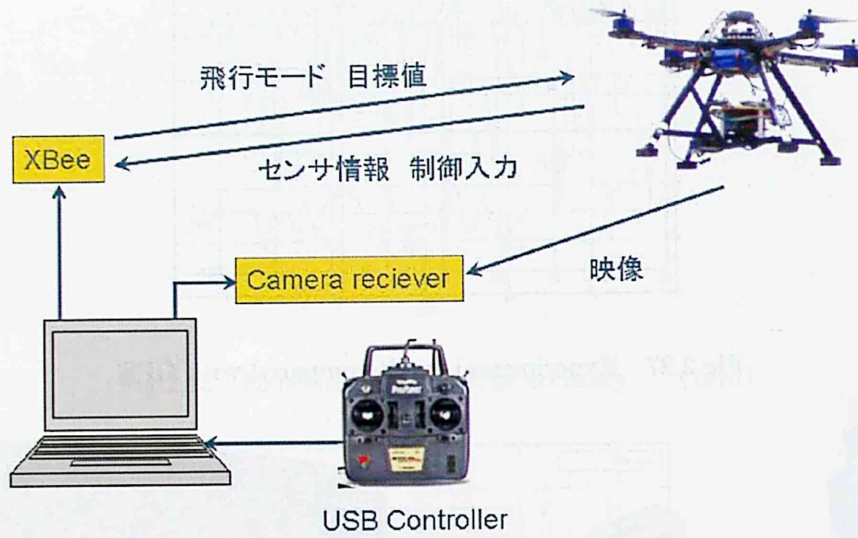 飛行モード 目標値
XBee
センサ情報 制御入力
Camera reciever
映像
USB Controller